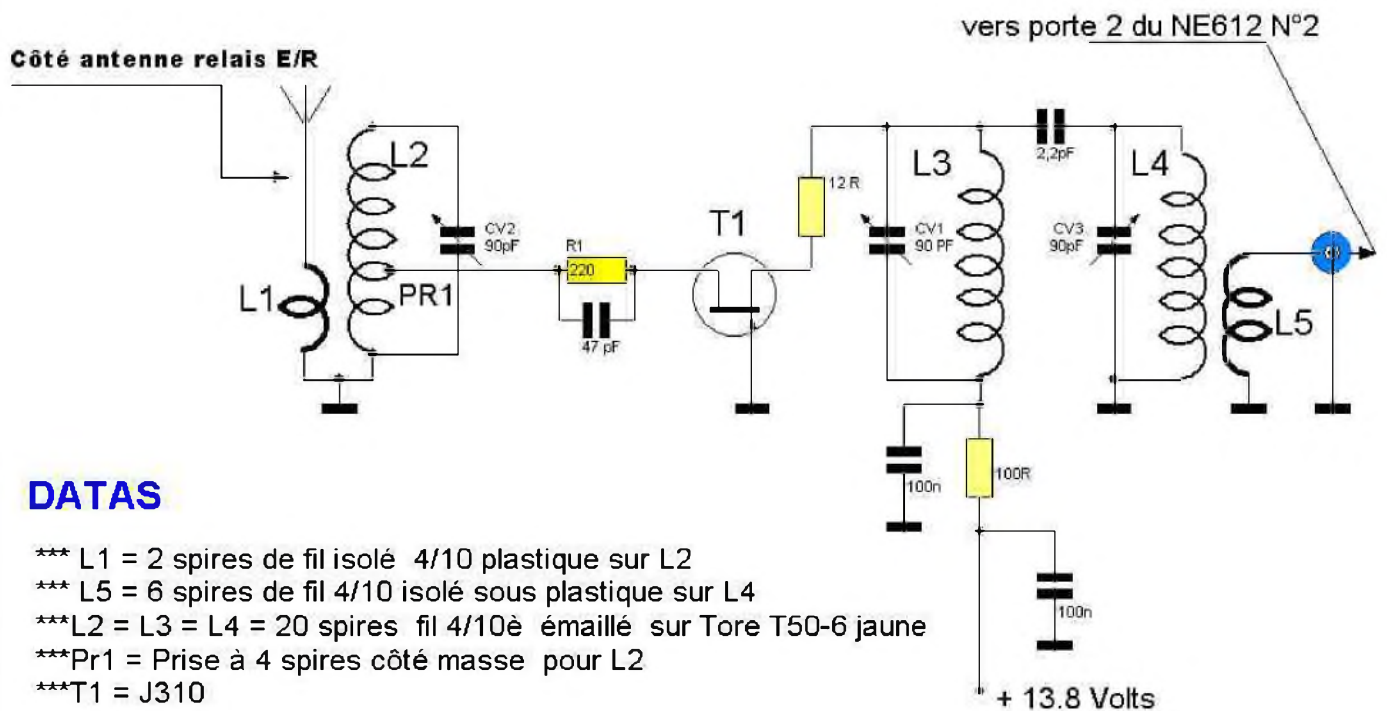 vers porte 2 du NE612 N°2
Côté antenne relais E/R
L2
L1
PR1
CV2
90pF
R1
220
47 pF
T1
12 R
CV1
90 PF
L3
2,2pF
L4
CV3
90pF
L5
100n
100R
100n
+ 13.8 Volts
DATAS
*** L1 = 2 spires de fil isolé 4/10 plastique sur L2
*** L5 = 6 spires de fil 4/10 isolé sous plastique sur L4
***L2 = L3 = L4 = 20 spires fil 4/10è émaillé sur Tore T50-6 jaune
***Pr1 = Prise à 4 spires côté masse pour L2
***T1 = J310